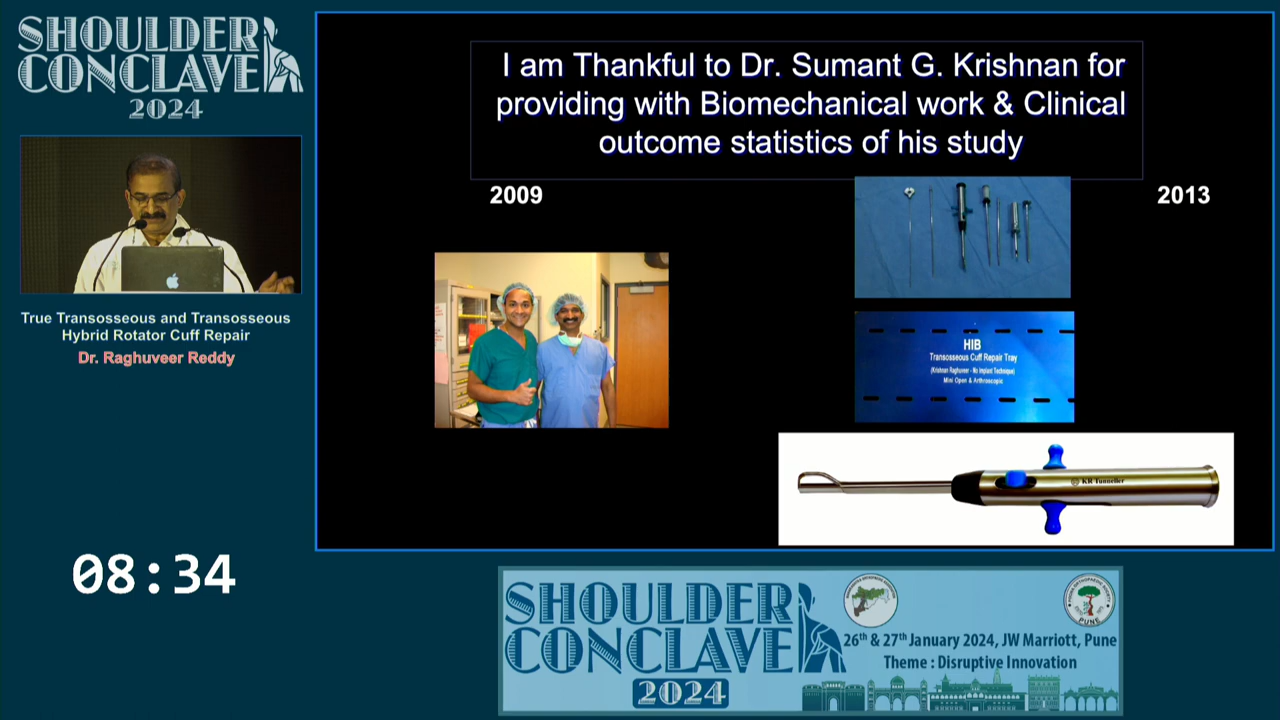 SHOULDER
CONCLAVE
2024
True Transosseous and Transosseous
Hybrid Rotator Cuff Repair
Dr. Raghuveer Reddy
08:34
I am Thankful to Dr. Sumant G. Krishnan for
providing with Biomechanical work & Clinical
outcome statistics of his study
2009
2013
HIB
Transosseous Cuff Repair Tray
(Krishnan Raghuveer - No Implant Technique)
Mini Open & Arthroscopic
KR Tunneller
SHOULDER
CONCLAVE
2024
PUNE
26th & 27th January 2024, JW Marriott, Pune
Theme : Disruptive Innovation